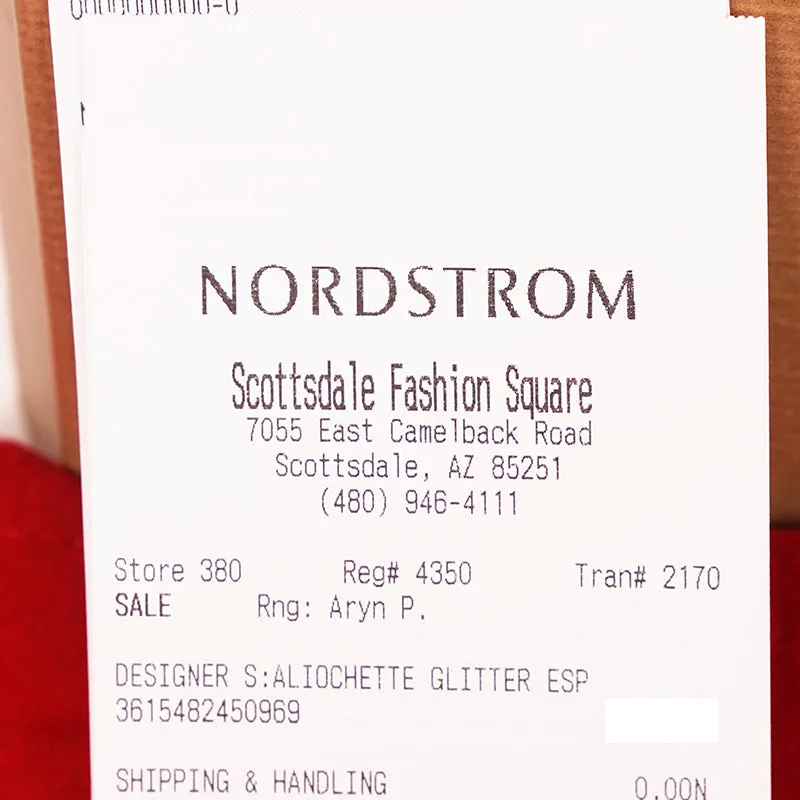 NORDSTROM
Scottsdale Fashion Square
7055 East Camelback Road
Scottsdale, AZ 85251
(480) 946-4111
Store 380 Reg# 4350 Tran# 2170
SALE Rng: Aryn P.
DESIGNER S:ALIOCHETTE GLITTER ESP
3615482450969
SHIPPING & HANDLING 0.00N